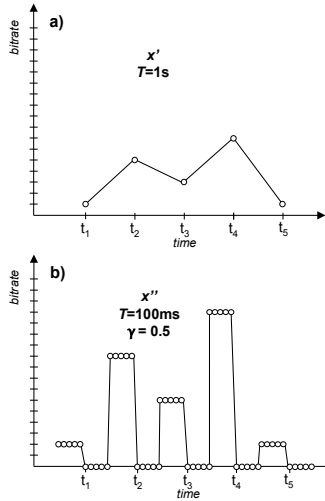 a)
bitrate
x'
T=1s
t1 t2 t3 t4 t5
time
b)
bitrate
x''
T=100ms
γ = 0.5
t1 t2 t3 t4 t5
time